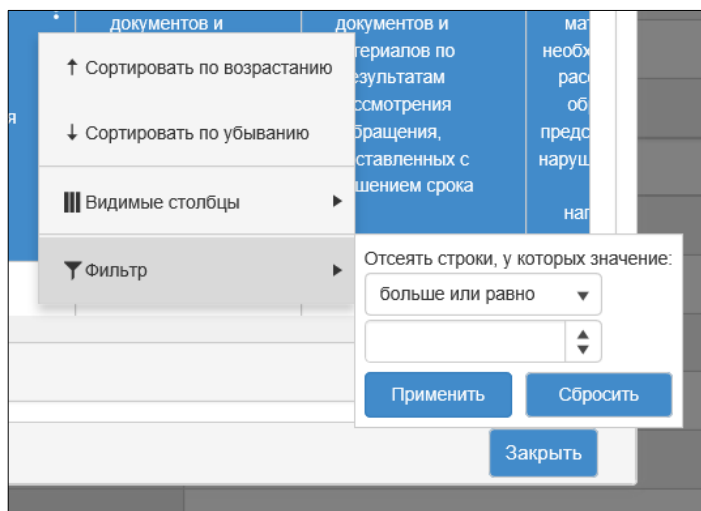 документов и
документов и
териалов по
результатам
ссмотрения
бращения,
ставленных с
шением срока
↑ Сортировать по возрастанию
↓ Сортировать по убыванию
Видимые столбцы
Фильтр
Отсеять строки, у которых значение:
больше или равно
Применить
Сбросить
Закрыть